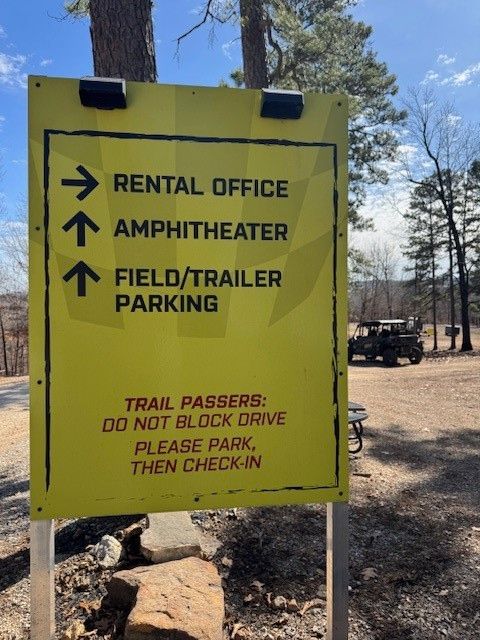 → RENTAL OFFICE
↑ AMPHITHEATER
↑ FIELD/TRAILER
PARKING
TRAIL PASSERS:
DO NOT BLOCK DRIVE
PLEASE PARK,
THEN CHECK-IN